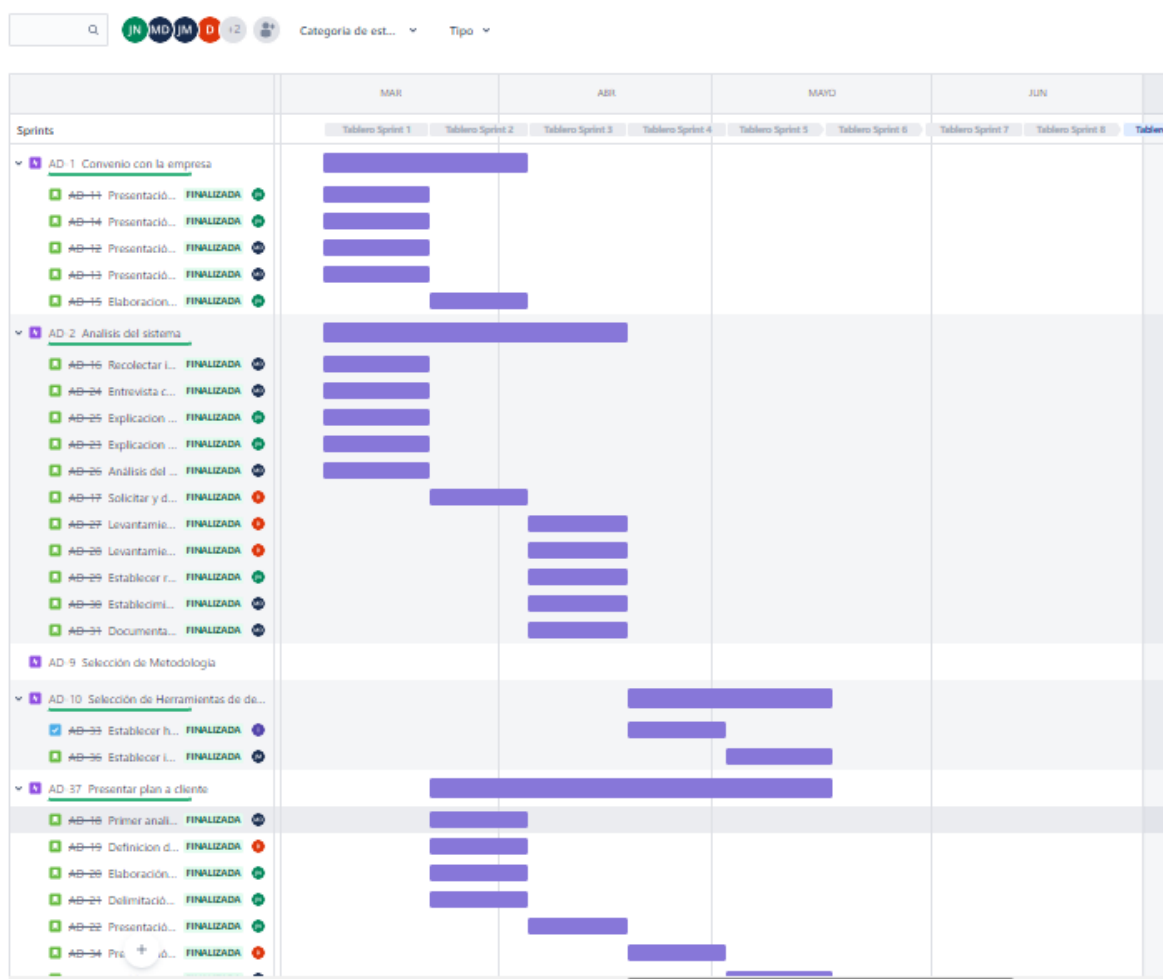 JN MD JM D +2 Categoria de est... Tipo
MAR ABR MAYO JUN
Sprints Tablero Sprint 1 Tablero Sprint 2 Tablero Sprint 3 Tablero Sprint 4 Tablero Sprint 5 Tablero Sprint 6 Tablero Sprint 7 Tablero Sprint 8 Tabler
AD-1 Convenio con la empresa
AD-11 Presentació... FINALIZADA
AD-14 Presentació... FINALIZADA
AD-12 Presentació... FINALIZADA
AD-13 Presentació... FINALIZADA
AD-15 Elaboracion... FINALIZADA
AD-2 Analisis del sistema
AD-16 Recolectar i... FINALIZADA
AD-24 Entrevista c... FINALIZADA
AD-25 Explicacion ... FINALIZADA
AD-23 Explicacion ... FINALIZADA
AD-26 Análisis del ... FINALIZADA
AD-17 Solicitar y d... FINALIZADA
AD-27 Levantamie... FINALIZADA
AD-28 Levantamie... FINALIZADA
AD-29 Establecer r... FINALIZADA
AD-30 Establecimi... FINALIZADA
AD-31 Documenta... FINALIZADA
AD-9 Selección de Metodologia
AD-10 Selección de Herramientas de de...
AD-33 Establecer h... FINALIZADA
AD-36 Establecer i... FINALIZADA
AD-37 Presentar plan a cliente
AD-18 Primer anali... FINALIZADA
AD-19 Definicion d... FINALIZADA
AD-20 Elaboración... FINALIZADA
AD-21 Delimitació... FINALIZADA
AD-22 Presentació... FINALIZADA
AD-34 FINALIZADA